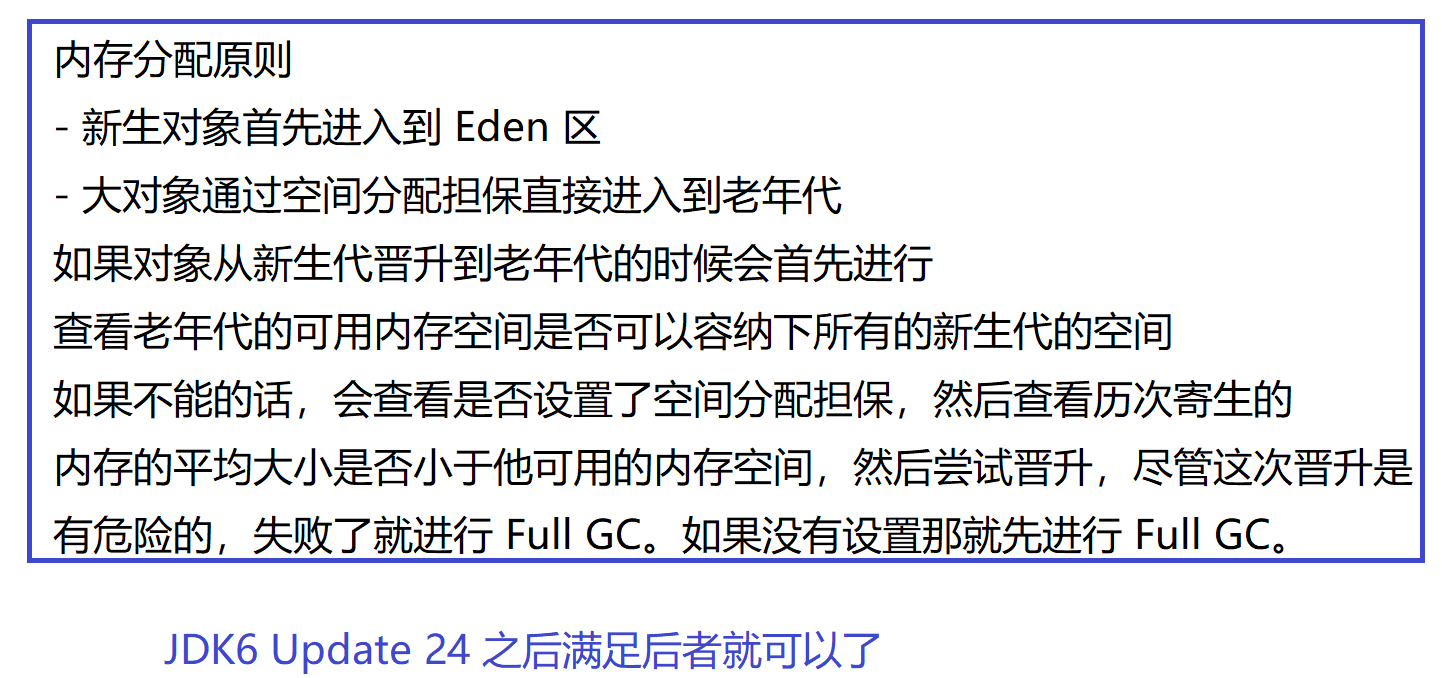 内存分配原则
- 新生对象首先进入到 Eden 区
- 大对象通过空间分配担保直接进入到老年代
如果对象从新生代晋升到老年代的时候会首先进行
查看老年代的可用内存空间是否可以容纳下所有的新生代的空间
如果不能的话，会查看是否设置了空间分配担保，然后查看历次寄生的
内存的平均大小是否小于他可用的内存空间，然后尝试晋升，尽管这次晋升是
有危险的，失败了就进行 Full GC。如果没有设置那就先进行 Full GC。
JDK6 Update 24 之后满足后者就可以了